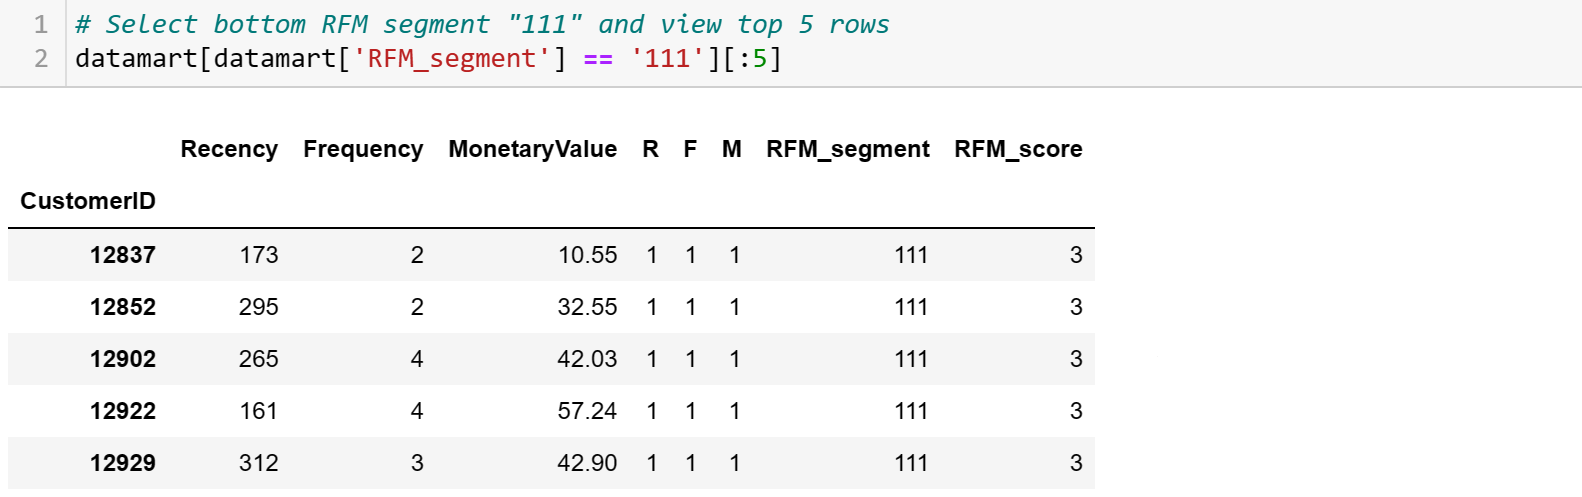 1 # Select bottom RFM segment "111" and view top 5 rows
2 datamart[datamart['RFM_segment'] == '111'][:5]
Recency Frequency MonetaryValue R F M RFM_segment RFM_score
CustomerID
12837 173 2 10.55 1 1 1 111 3
12852 295 2 32.55 1 1 1 111 3
12902 265 4 42.03 1 1 1 111 3
12922 161 4 57.24 1 1 1 111 3
12929 312 3 42.90 1 1 1 111 3